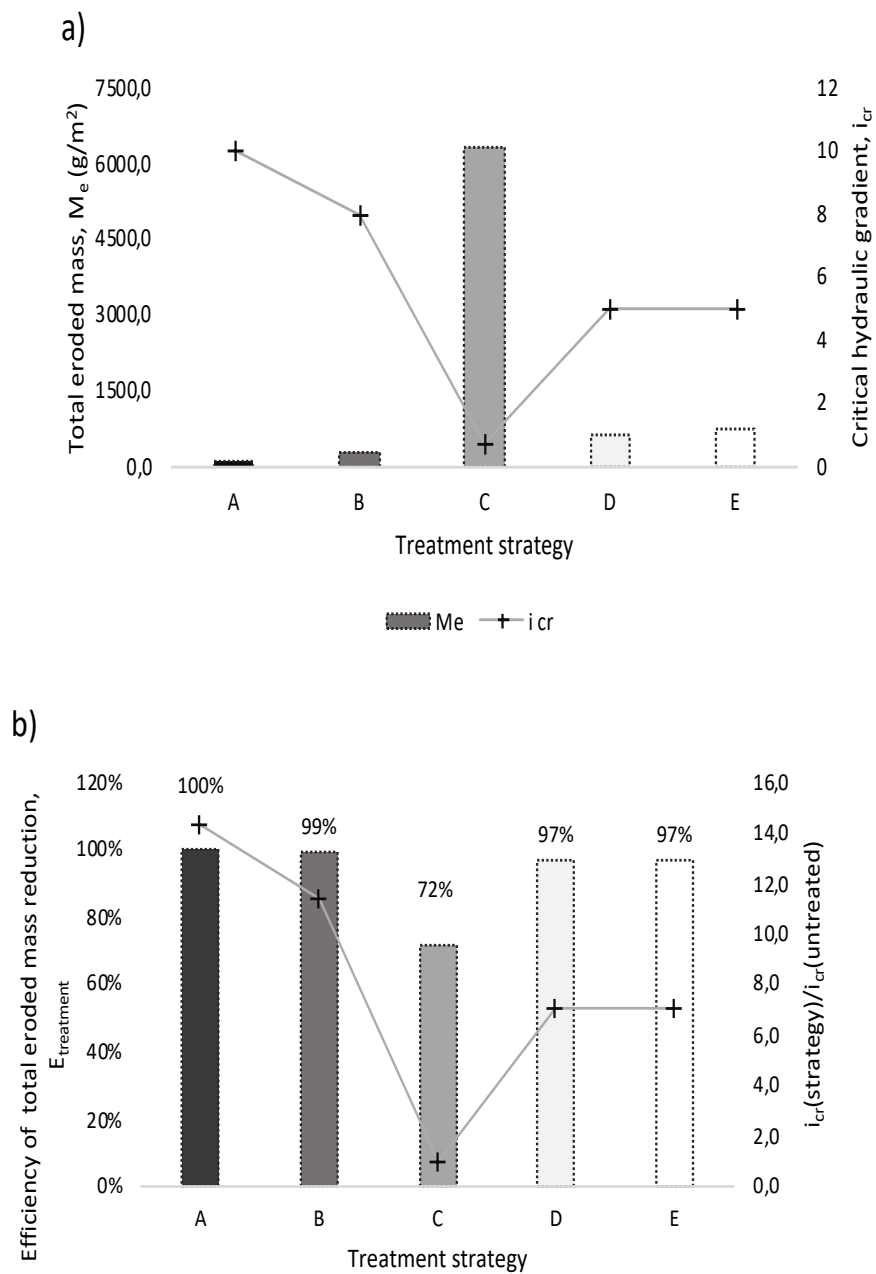 a)
Total eroded mass, Me (g/m²)
7500,0
6000,0
4500,0
3000,0
1500,0
0,0
12
10
8
6
4
2
0
Critical hydraulic gradient, icr
A B C D E
Treatment strategy
Me i cr
b)
Efficiency of total eroded mass reduction,
Etreatment
120%
100%
80%
60%
40%
20%
0%
100%
99%
72%
97%
97%
16,0
14,0
12,0
10,0
8,0
6,0
4,0
2,0
0,0
icr(strategy)/icr(untreated)
A B C D E
Treatment strategy